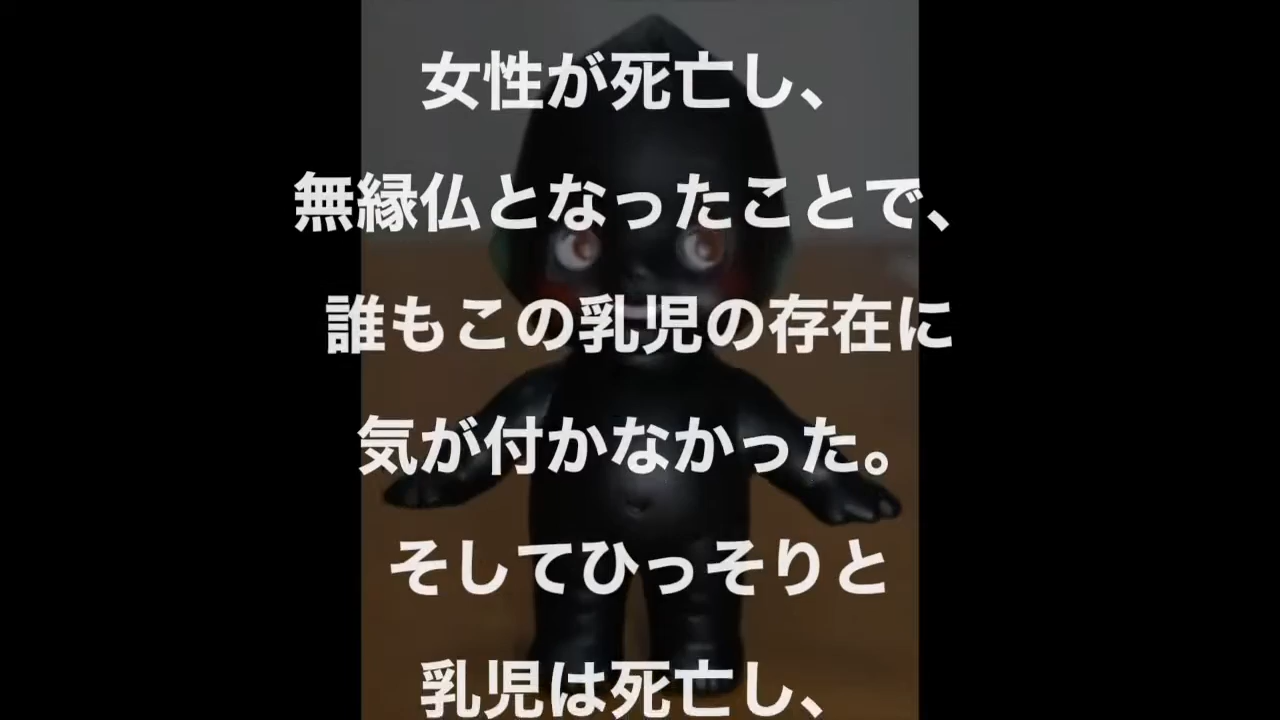 女性が死亡し、
無縁仏となったことで、
誰もこの乳児の存在に
気が付かなかった。
そしてひっそりと
乳児は死亡し、